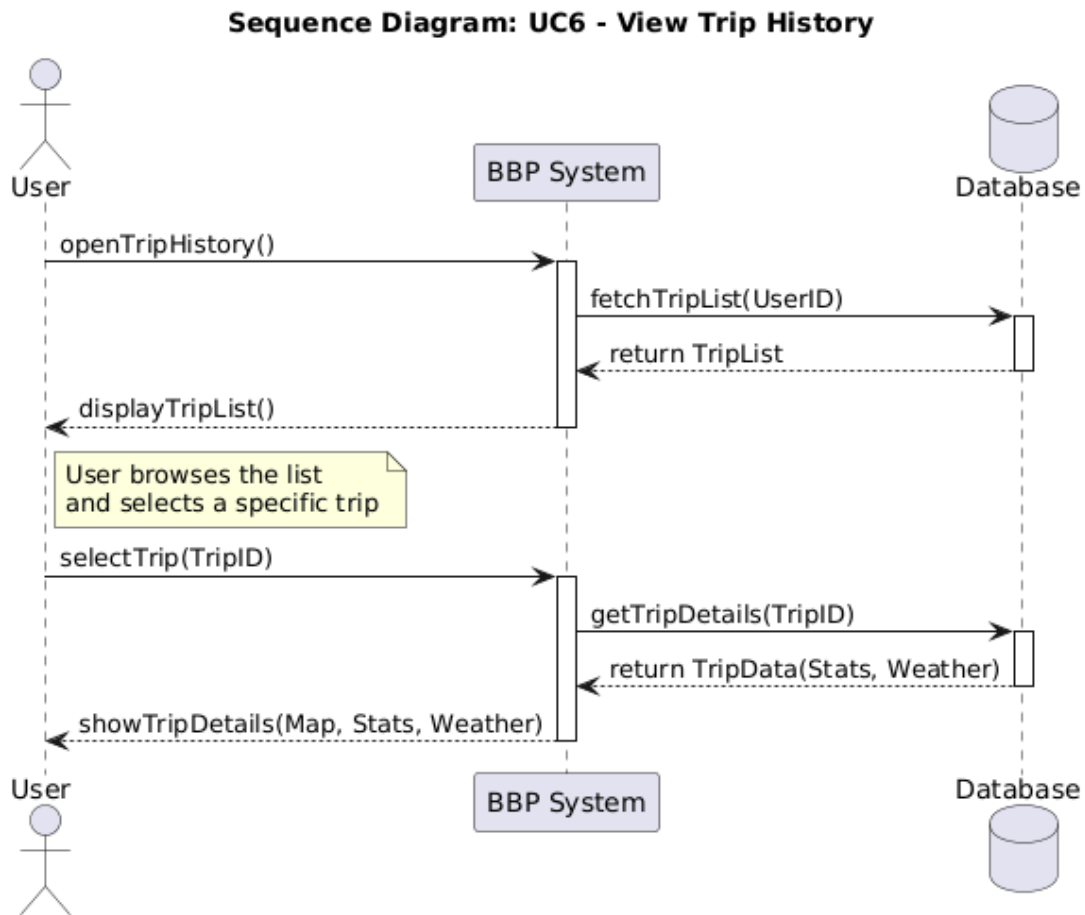 Sequence Diagram: UC6 - View Trip History
User
BBP System
Database
openTripHistory()
fetchTripList(UserID)
return TripList
displayTripList()
User browses the list
and selects a specific trip
selectTrip(TripID)
getTripDetails(TripID)
return TripData(Stats, Weather)
showTripDetails(Map, Stats, Weather)
User
BBP System
Database